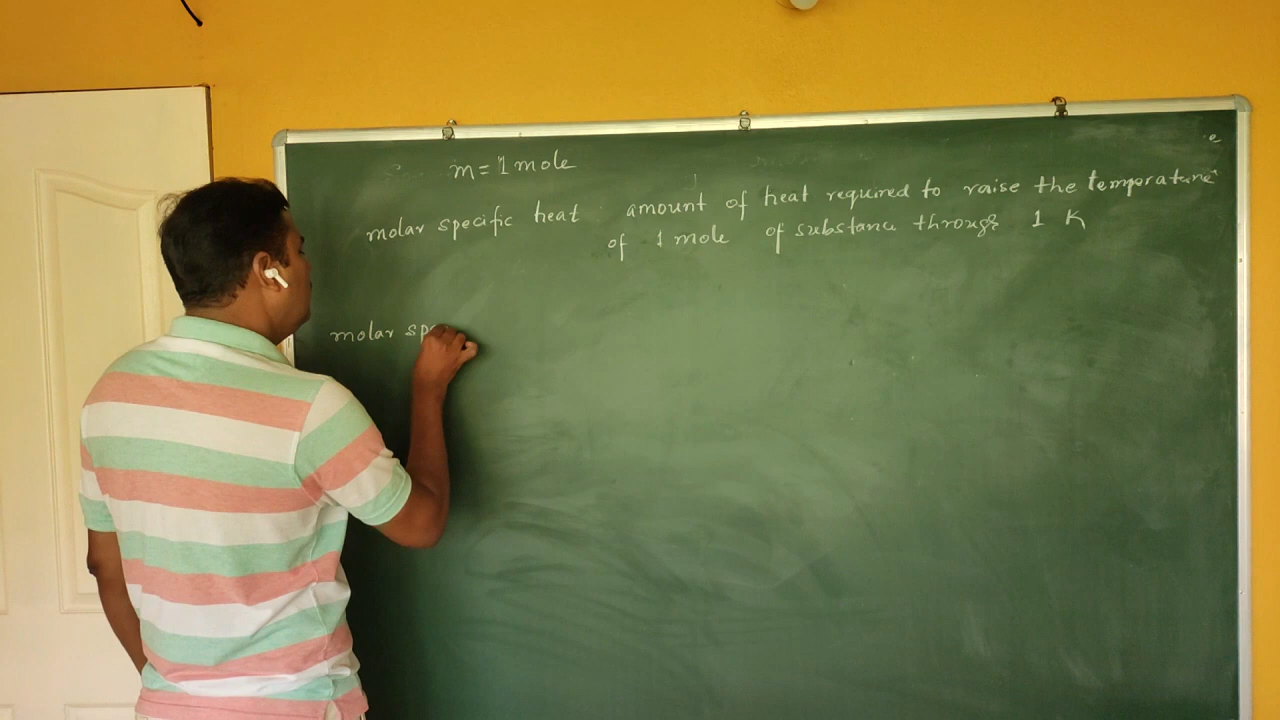 m = 1 mole
molar specific heat amount of heat required to raise the temperature
of 1 mole of substance through 1 K
molar sp